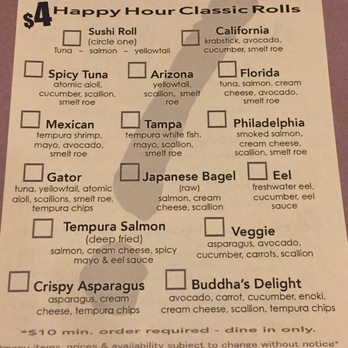 $4 Happy Hour Classic Rolls
Sushi Roll
(circle one)
Tuna – salmon – yellowtail
California
krabstick, avocado,
cucumber, smelt roe
Spicy Tuna
atomic aioli,
cucumber, scallion,
smelt roe
Arizona
yellowtail,
scallion, smelt
roe
Florida
tuna, salmon, cream
cheese, avocado,
smelt roe
Mexican
tempura shrimp,
mayo, avocado,
smelt roe
Tampa
tempura white fish,
mayo, scallion,
smelt roe
Philadelphia
smoked salmon,
cream cheese,
scallion, smelt roe
Gator
tuna, yellowtail, atomic
aioli, scallions, smelt roe,
tempura chips
Japanese Bagel
(raw)
salmon, cream
cheese, scallion
Eel
freshwater eel,
cucumber, eel
sauce
Tempura Salmon
(deep fried)
salmon, cream cheese, spicy
mayo & eel sauce
Veggie
asparagus, avocado,
cucumber, carrats, scallion
Crispy Asparagus
asparagus, cream
cheese, tempura chips
Buddha's Delight
avocado, carrot, cucumber, enoki,
cream cheese, scallion, tempura chips
*$10 min. order required - dine in only.
menu items, prices & availability subject to change without notice*